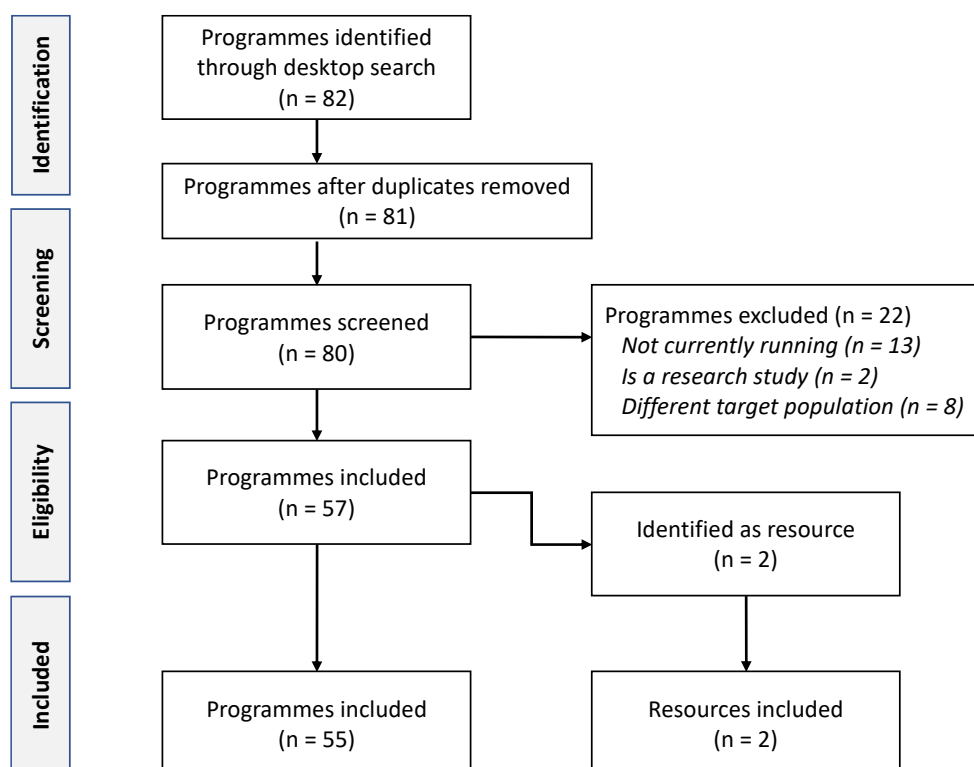 Identification
Programmes identified
through desktop search
(n = 82)
Programmes after duplicates removed
(n = 81)
Screening
Programmes screened
(n = 80)
Programmes excluded (n = 22)
Not currently running (n = 13)
Is a research study (n = 2)
Different target population (n = 8)
Eligibility
Programmes included
(n = 57)
Identified as resource
(n = 2)
Included
Programmes included
(n = 55)
Resources included
(n = 2)